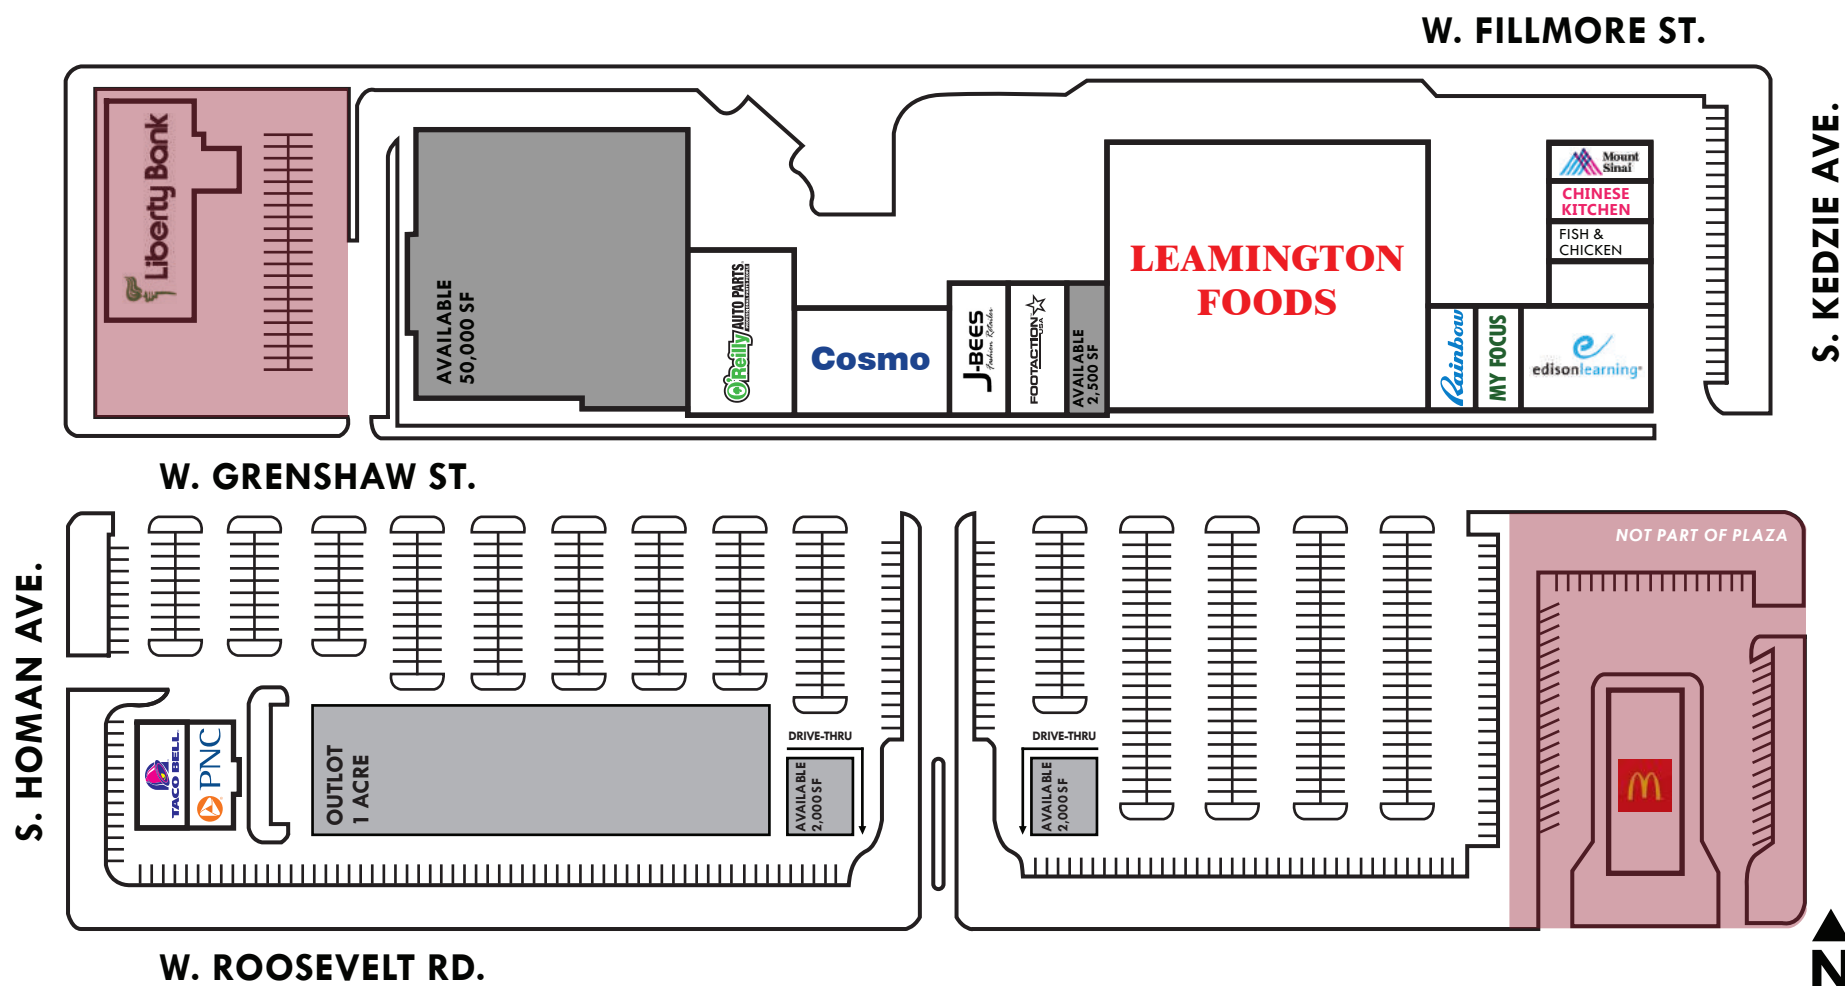 W. FILLMORE ST.
S. KEDZIE AVE.
Liberty Bank
AVAILABLE
50,000 SF
O'Reilly AUTO PARTS
Cosmo
J-BEES
Fashion Retailer
FOOTACTION
USA
AVAILABLE
2,500 SF
LEAMINGTON
FOODS
Rainbow
MY FOCUS
Mount
Sinai
CHINESE
KITCHEN
FISH &
CHICKEN
edisonlearning
W. GRENSHAW ST.
S. HOMAN AVE.
NOT PART OF PLAZA
TACO BELL
PNC
OUTLOT
1 ACRE
DRIVE-THRU
AVAILABLE
2,000 SF
DRIVE-THRU
AVAILABLE
2,000 SF
M
W. ROOSEVELT RD.
N